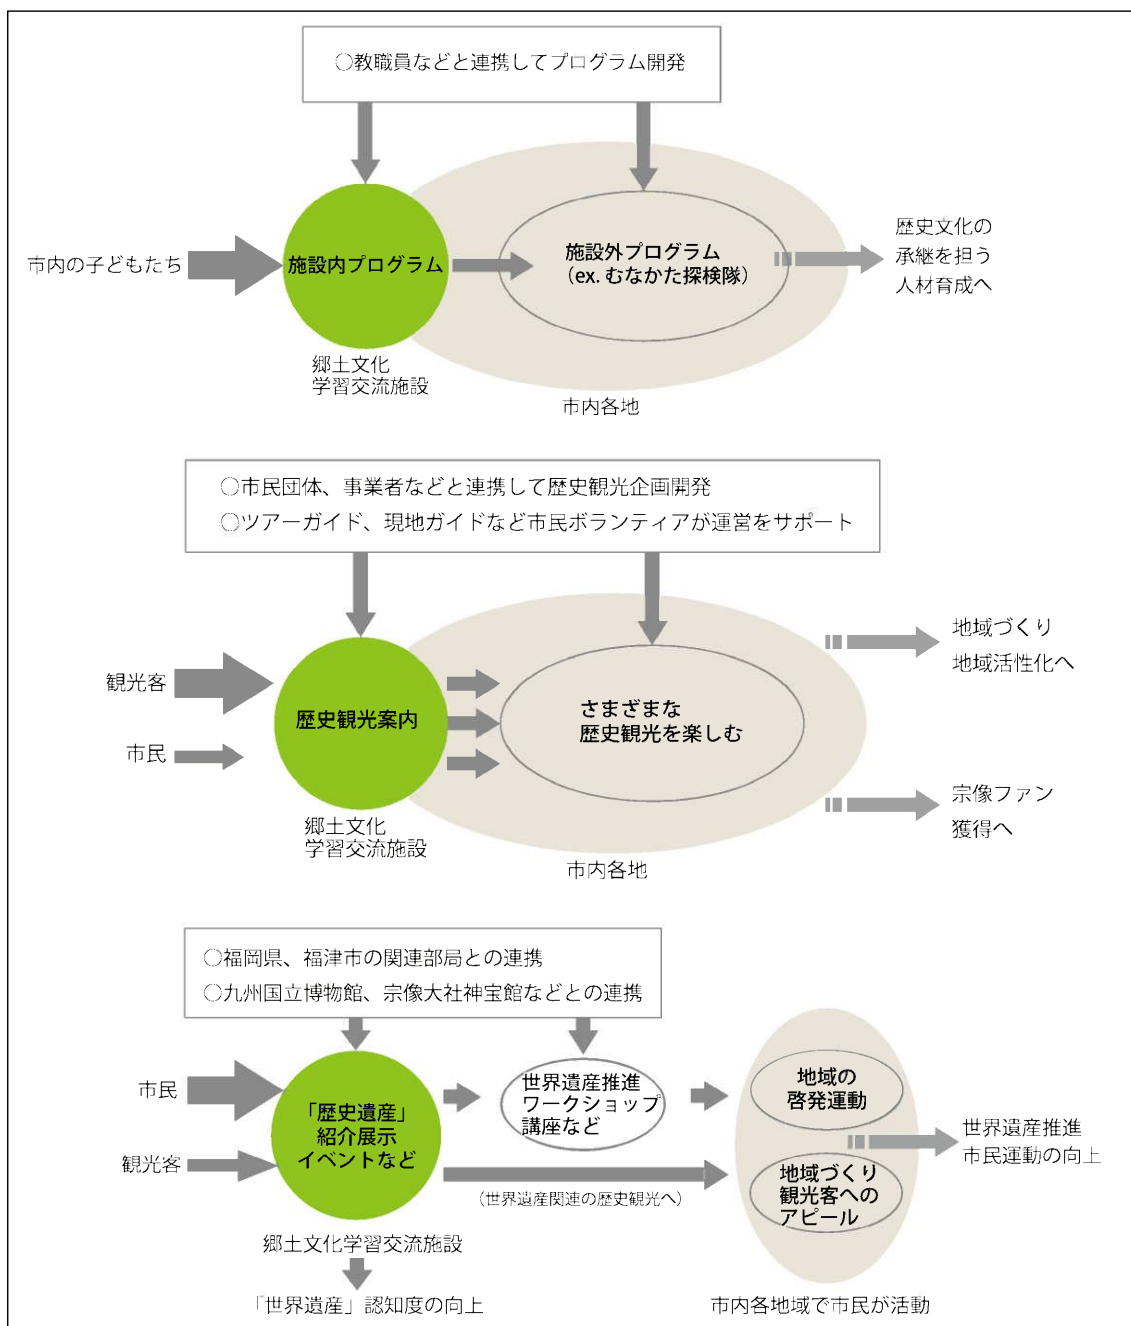 ○教職員などと連携してプログラム開発
市内の子どもたち
施設内プログラム
施設外プログラム
（ex. むなかた探検隊）
歴史文化の
承継を担う
人材育成へ
郷土文化
学習交流施設
市内各地
○市民団体、事業者などと連携して歴史観光企画開発
○ツアーガイド、現地ガイドなど市民ボランティアが運営をサポート
観光客
市民
歴史観光案内
さまざまな
歴史観光を楽しむ
地域づくり
地域活性化へ
宗像ファン
獲得へ
郷土文化
学習交流施設
市内各地
○福岡県、福津市の関連部局との連携
○九州国立博物館、宗像大社神宝館などとの連携
市民
観光客
「歴史遺産」
紹介展示
イベントなど
世界遺産推進
ワークショップ
講座など
（世界遺産関連の歴史観光へ）
地域の
啓発運動
地域づくり
観光客への
アピール
世界遺産推進
市民運動の向上
郷土文化学習交流施設
「世界遺産」認知度の向上
市内各地域で市民が活動